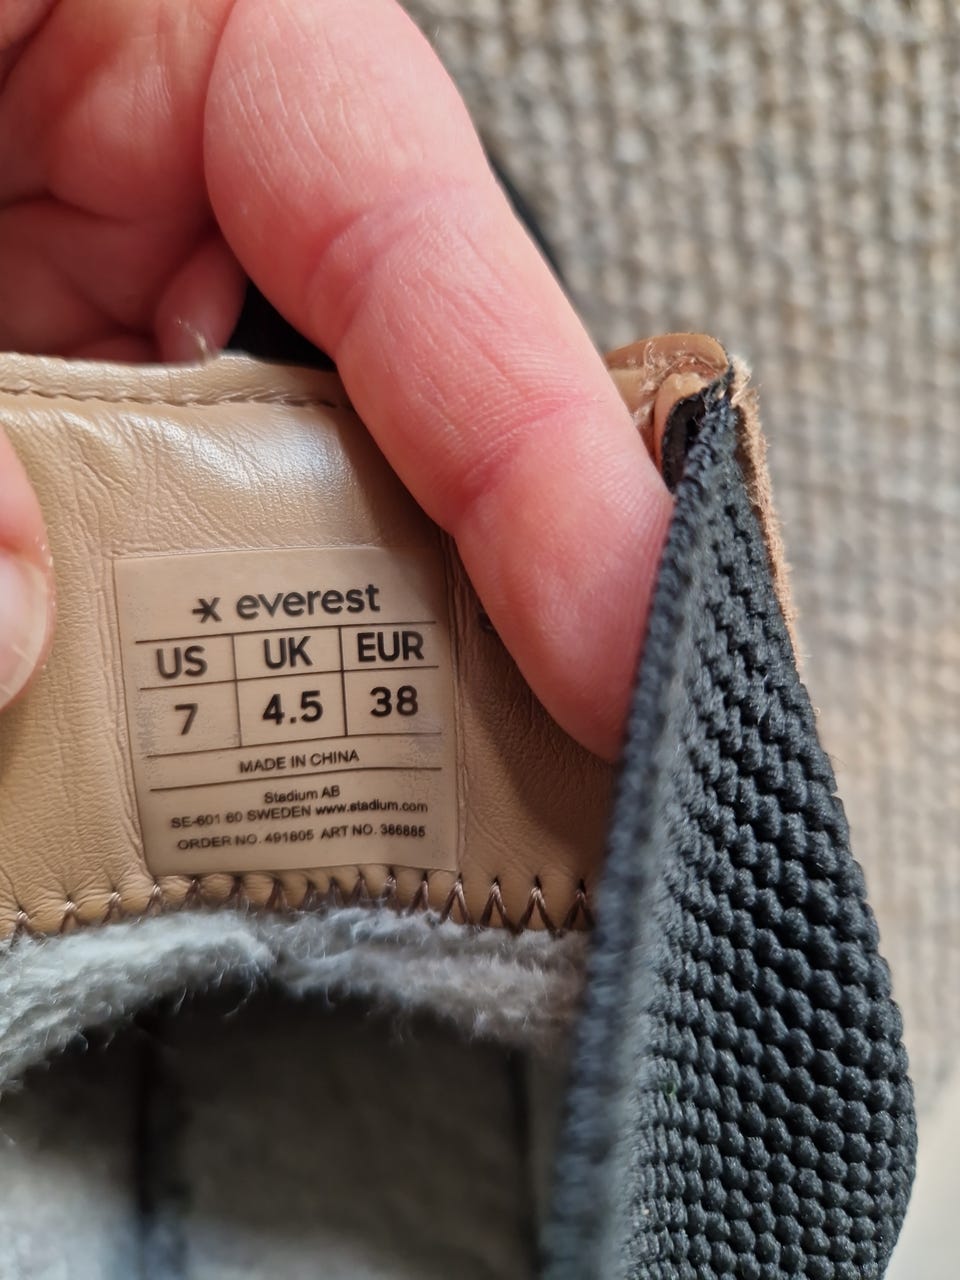 everest
US UK EUR
7 4.5 38
MADE IN CHINA
Stadium AB
SE-601 60 SWEDEN www.stadium.com
ORDER NO. 491805 ART NO. 386885